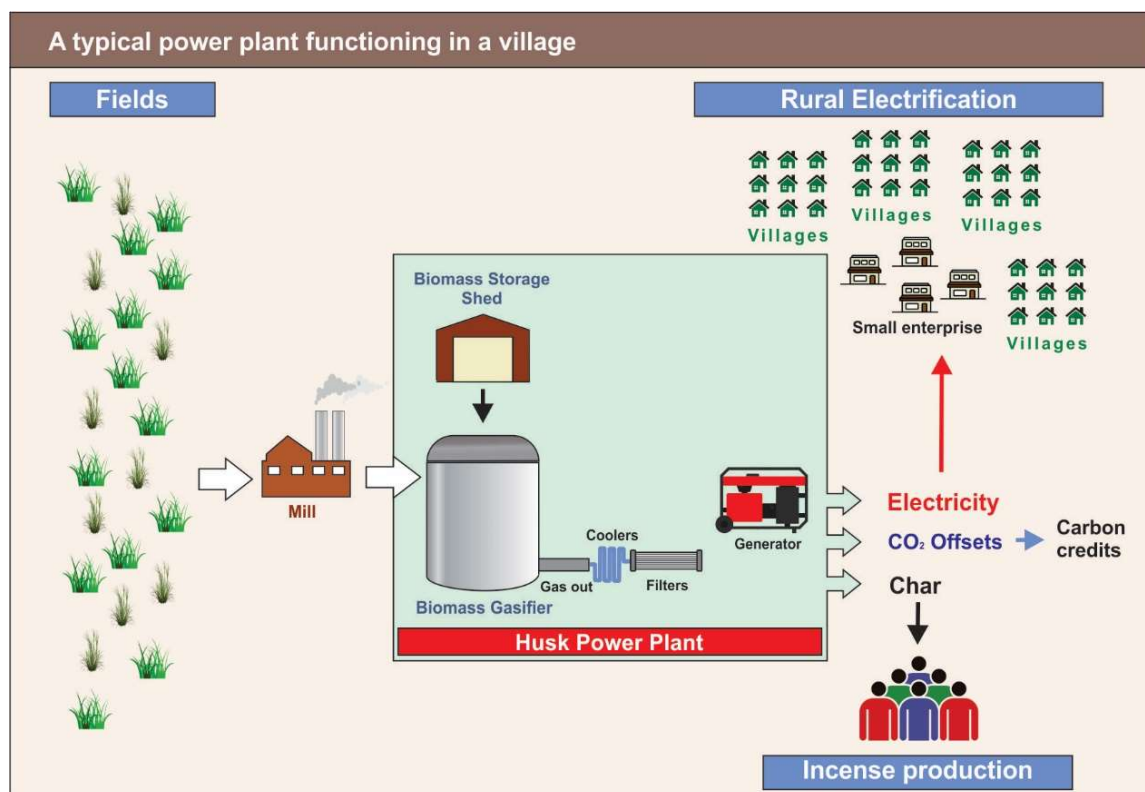 A typical power plant functioning in a village
Fields
Rural Electrification
Villages
Villages
Villages
Small enterprise
Villages
Biomass Storage
Shed
Mill
Coolers
Gas out
Filters
Biomass Gasifier
Generator
Husk Power Plant
Electricity
CO₂ Offsets
Carbon
credits
Char
Incense production